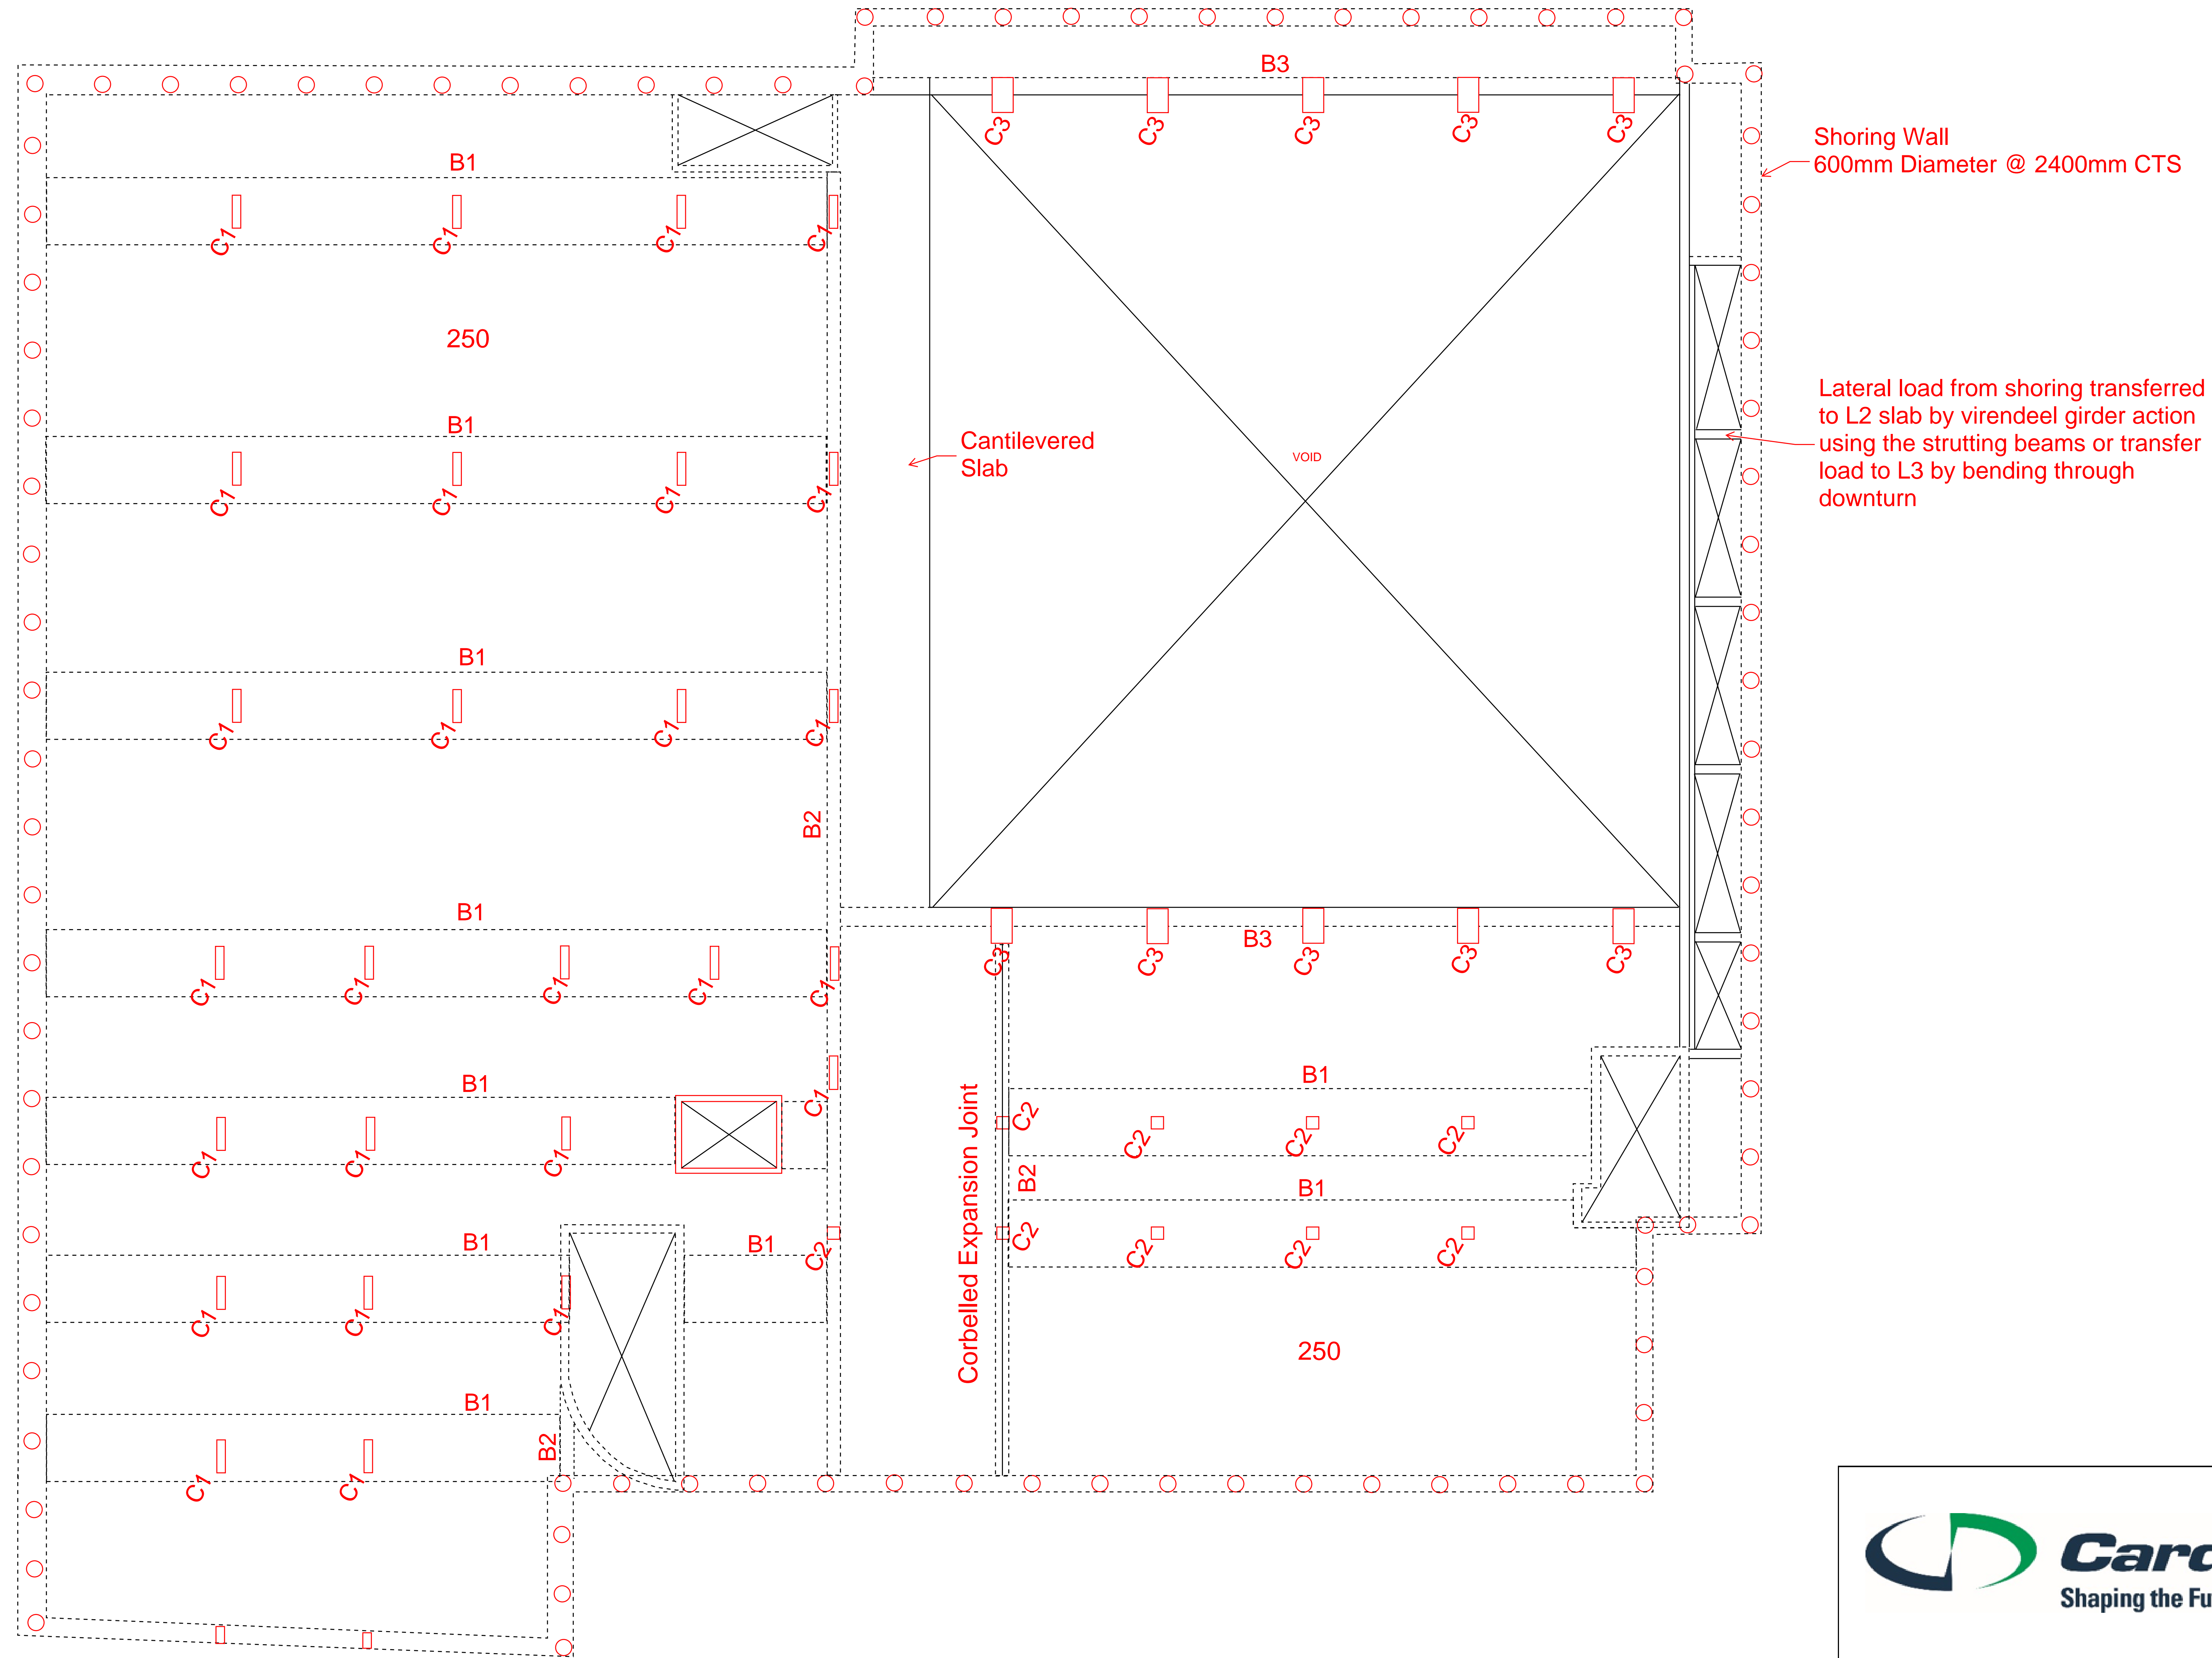 B3
C3
C3
C3
C3
C3
Shoring Wall
600mm Diameter @ 2400mm CTS
B1
C1
C1
C1
C1
250
Lateral load from shoring transferred
to L2 slab by virendeel girder action
using the strutting beams or transfer
load to L3 by bending through
downturn
B1
Cantilevered
Slab
VOID
C1
C1
C1
C1
B1
C1
C1
C1
C1
B2
B1
B3
C3
C3
C3
C3
C3
C1
C1
C1
C1
C1
B1
B1
C1
C1
C1
C1
C2
C2
C2
C2
Corbelled Expansion Joint
B2
B1
B1
B1
C2
C2
C2
C2
C2
C1
C1
C1
250
B1
B2
C1
C1